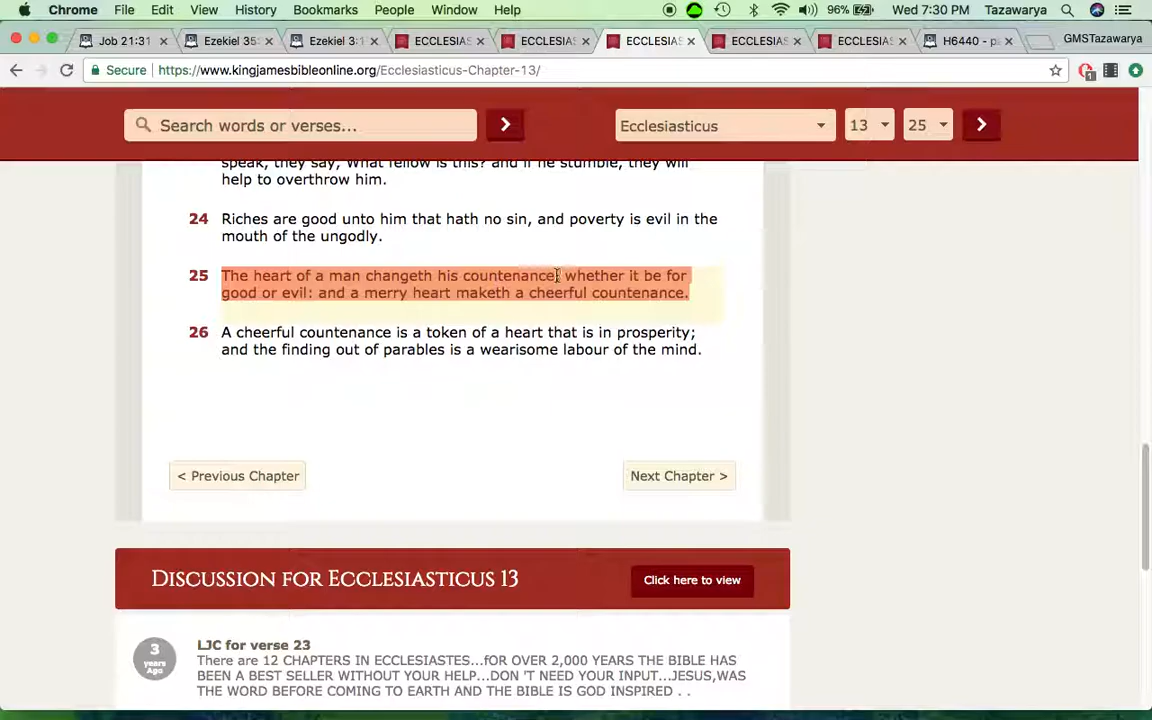 Chrome File Edit View History Bookmarks People Window Help 96% Wed 7:30 PM Tazawarya
Job 21:31 Ezekiel 35: Ezekiel 3:1 ECCLESIAS ECCLESIAS ECCLESIAS ECCLESIAS ECCLESIAS H6440 - p GMSTazawarya
Secure https://www.kingjamesbibleonline.org/Ecclesiasticus-Chapter-13/ 1
Search words or verses... Ecclesiasticus 13 25
speak, they say, What fellow is this? and if he stumble, they will
help to overthrow him.
24 Riches are good unto him that hath no sin, and poverty is evil in the
mouth of the ungodly.
25 The heart of a man changeth his countenance, whether it be for
good or evil: and a merry heart maketh a cheerful countenance.
26 A cheerful countenance is a token of a heart that is in prosperity;
and the finding out of parables is a wearisome labour of the mind.
< Previous Chapter Next Chapter >
DISCUSSION FOR ECCLESIASTICUS 13 Click here to view
3 years Ago
LJC for verse 23
There are 12 CHAPTERS IN ECCLESIASTES...fOR OVER 2,000 YEARS THE BIBLE HAS
BEEN A BEST SELLER WITHOUT YOUR HELP...DON 'T NEED YOUR INPUT...JESUS,WAS
THE WORD BEFORE COMING TO EARTH AND THE BIBLE IS GOD INSPIRED . .